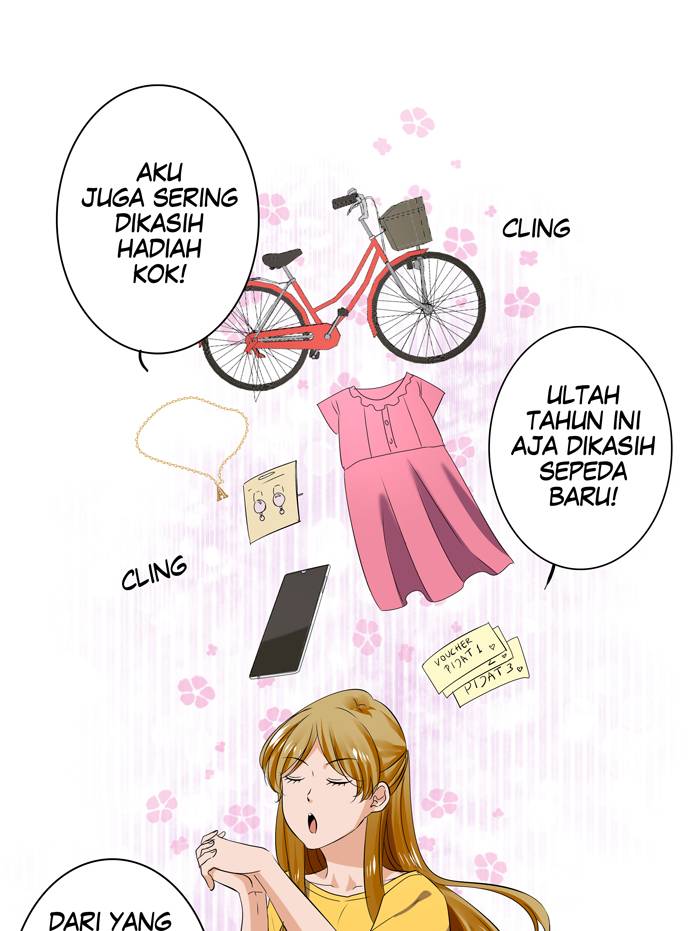 AKU
JUGA SERING
DIKASIH
HADIAH
KOK!
CLING
ULTAH
TAHUN INI
AJA DIKASIH
SEPEDA
BARU!
CLING
VOUCHER
PIJAT 1
2
PIJAT 3
DARI YANG